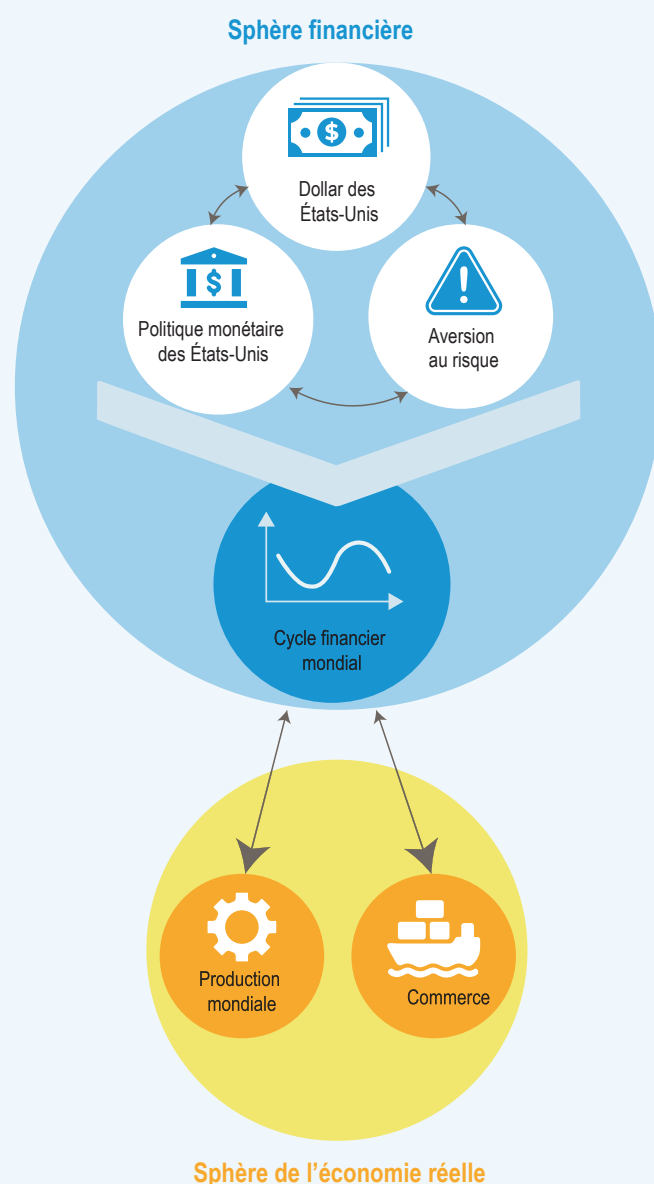 Sphère financière
$
Dollar des
États-Unis
$
Politique monétaire
des États-Unis
!
Aversion
au risque
Cycle financier
mondial
Production
mondiale
Commerce
Sphère de l'économie réelle